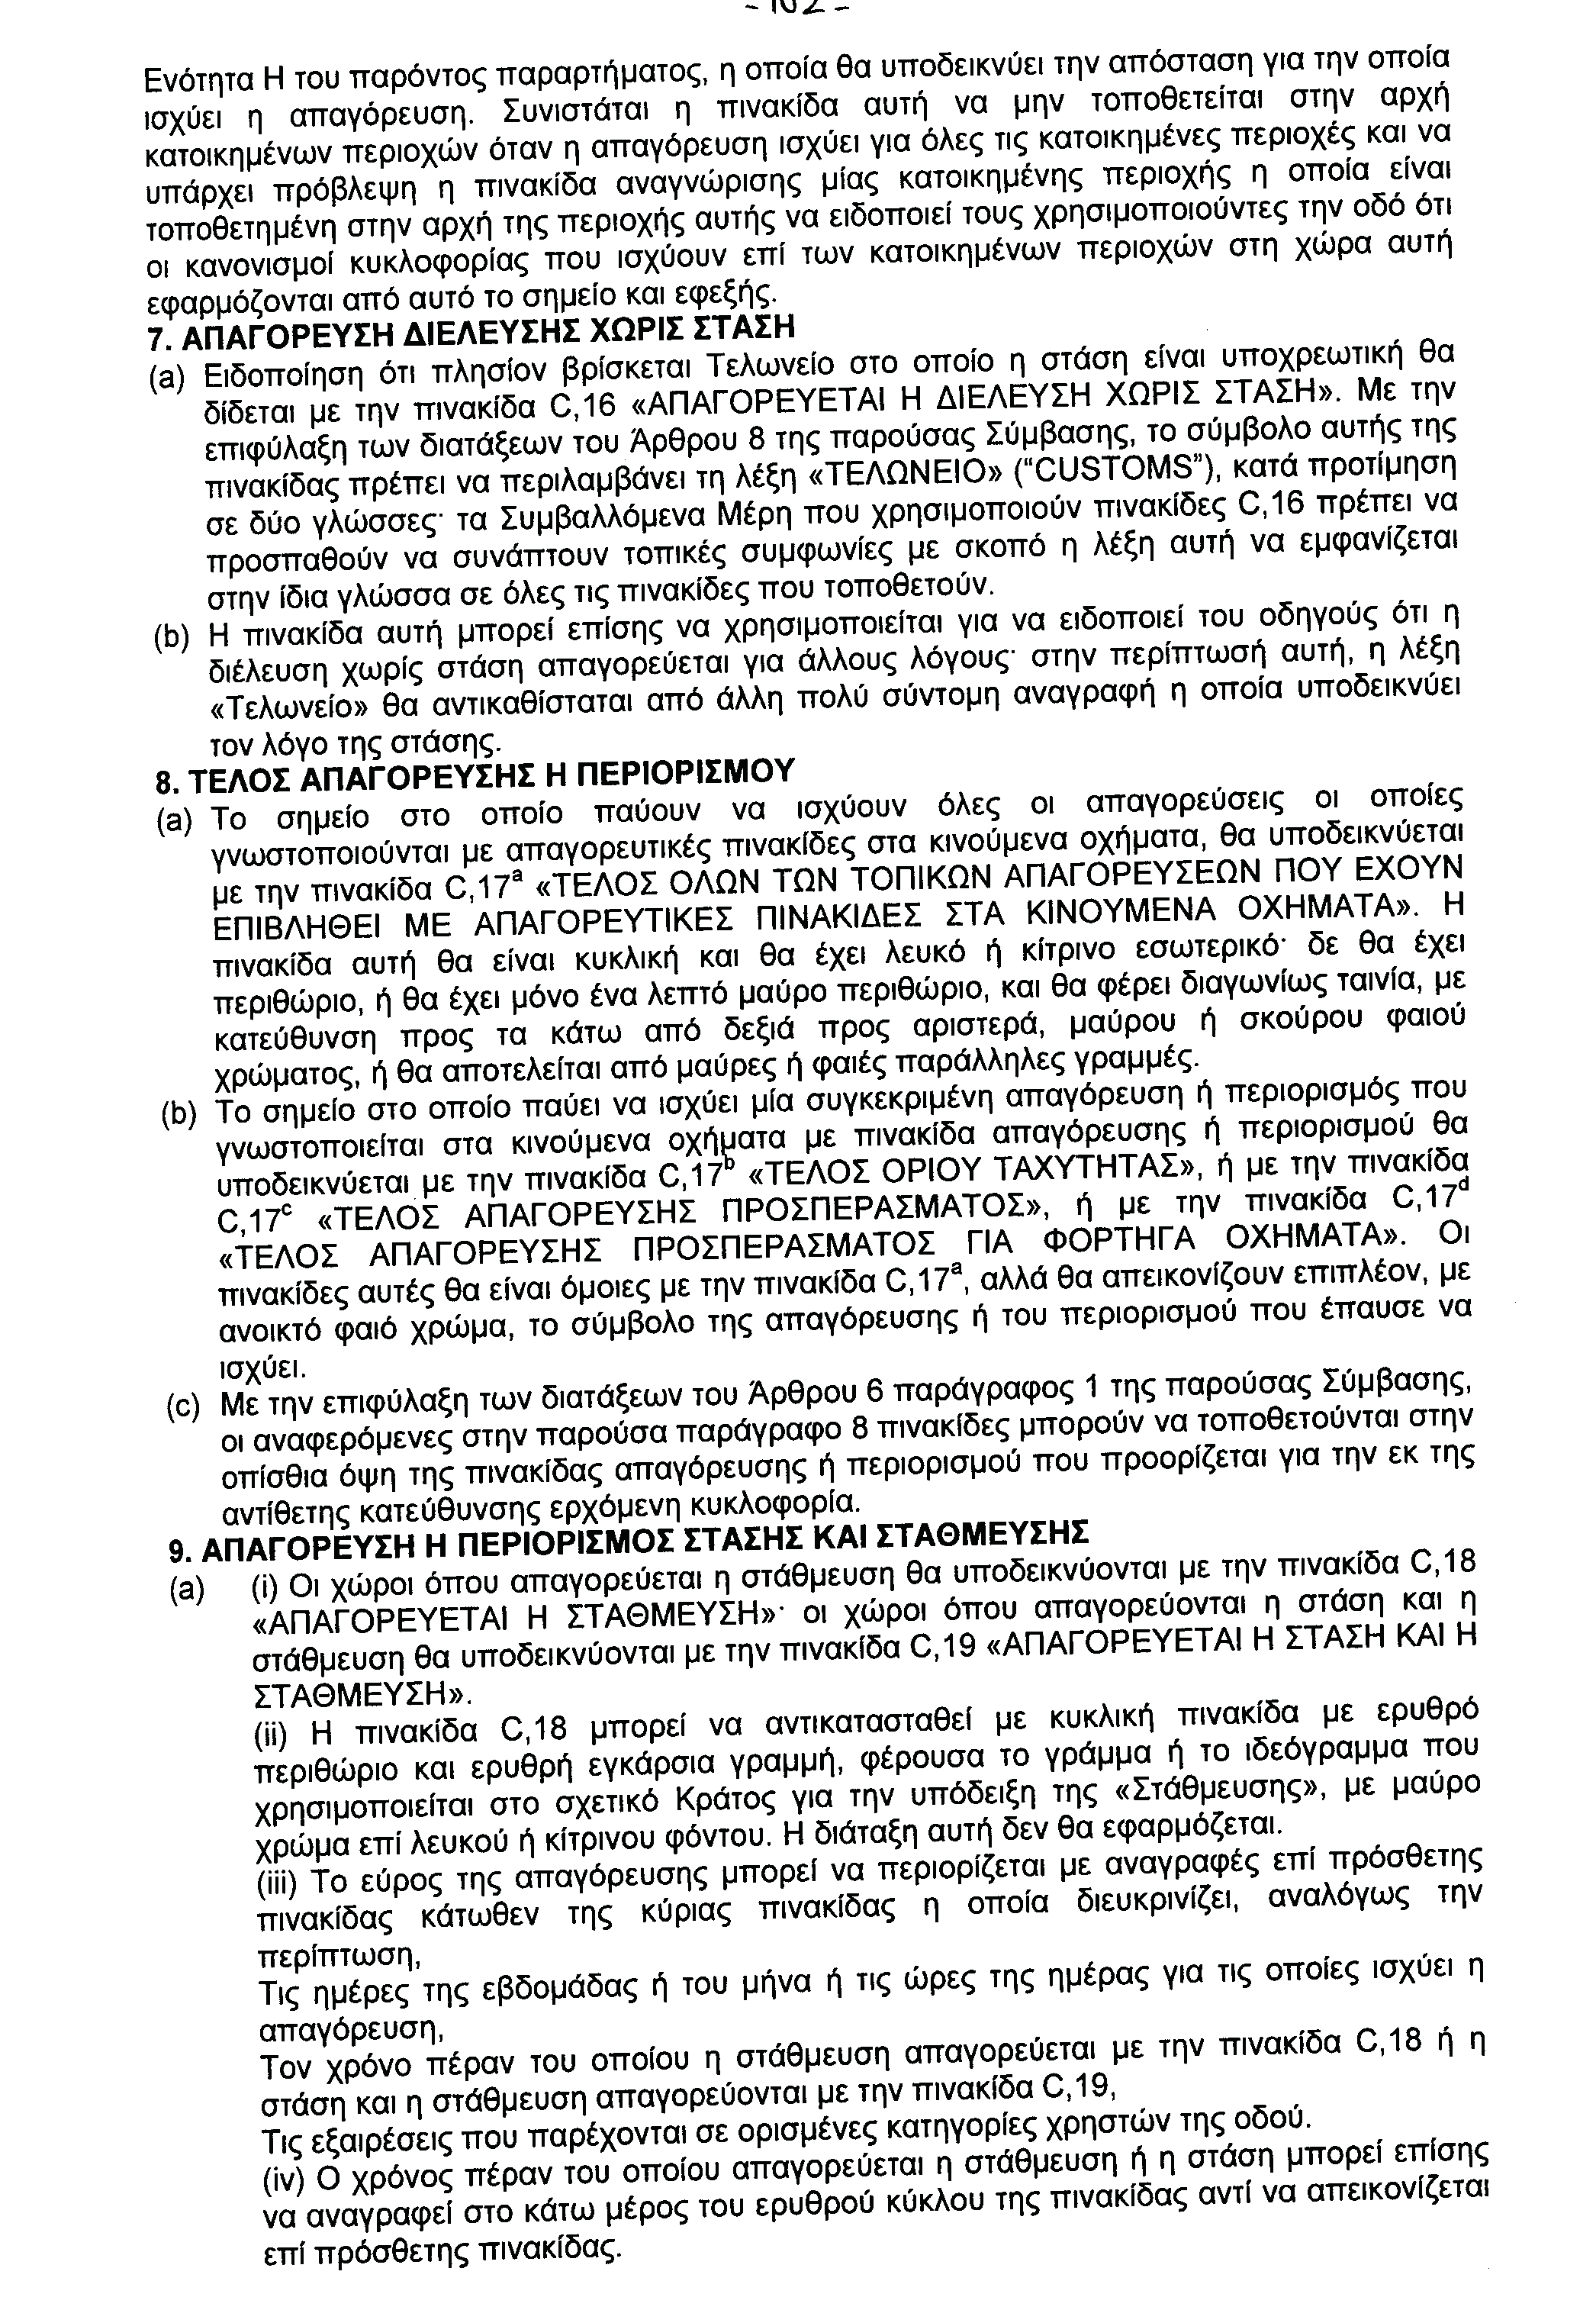 - 102 -
Ενότητα Η του παρόντος παραρτήματος, η οποία θα υποδεικνύει την απόσταση για την οποία
ισχύει η απαγόρευση. Συνιστάται η πινακίδα αυτή να μην τοποθετείται στην αρχή
κατοικημένων περιοχών όταν η απαγόρευση ισχύει για όλες τις κατοικημένες περιοχές και να
υπάρχει πρόβλεψη η πινακίδα αναγνώρισης μίας κατοικημένης περιοχής η οποία είναι
τοποθετημένη στην αρχή της περιοχής αυτής να ειδοποιεί τους χρησιμοποιούντες την οδό ότι
οι κανονισμοί κυκλοφορίας που ισχύουν επί των κατοικημένων περιοχών στη χώρα αυτή
εφαρμόζονται από αυτό το σημείο και εφεξής.
7. ΑΠΑΓΟΡΕΥΣΗ ΔΙΕΛΕΥΣΗΣ ΧΩΡΙΣ ΣΤΑΣΗ
(a) Ειδοποίηση ότι πλησίον βρίσκεται Τελωνείο στο οποίο η στάση είναι υποχρεωτική θα
δίδεται με την πινακίδα C,16 «ΑΠΑΓΟΡΕΥΕΤΑΙ Η ΔΙΕΛΕΥΣΗ ΧΩΡΙΣ ΣΤΑΣΗ». Με την
επιφύλαξη των διατάξεων του Άρθρου 8 της παρούσας Σύμβασης, το σύμβολο αυτής της
πινακίδας πρέπει να περιλαμβάνει τη λέξη «ΤΕΛΩΝΕΙΟ» ("CUSTOMS"), κατά προτίμηση
σε δύο γλώσσες· τα Συμβαλλόμενα Μέρη που χρησιμοποιούν πινακίδες C,16 πρέπει να
προσπαθούν να συνάπτουν τοπικές συμφωνίες με σκοπό η λέξη αυτή να εμφανίζεται
στην ίδια γλώσσα σε όλες τις πινακίδες που τοποθετούν.
(b) Η πινακίδα αυτή μπορεί επίσης να χρησιμοποιείται για να ειδοποιεί του οδηγούς ότι η
διέλευση χωρίς στάση απαγορεύεται για άλλους λόγους· στην περίπτωσή αυτή, η λέξη
«Τελωνείο» θα αντικαθίσταται από άλλη πολύ σύντομη αναγραφή η οποία υποδεικνύει
τον λόγο της στάσης.
8. ΤΕΛΟΣ ΑΠΑΓΟΡΕΥΣΗΣ Η ΠΕΡΙΟΡΙΣΜΟΥ
(a) Το σημείο στο οποίο παύουν να ισχύουν όλες οι απαγορεύσεις οι οποίες
γνωστοποιούνται με απαγορευτικές πινακίδες στα κινούμενα οχήματα, θα υποδεικνύεται
με την πινακίδα C,17ª «ΤΕΛΟΣ ΟΛΩΝ ΤΩΝ ΤΟΠΙΚΩΝ ΑΠΑΓΟΡΕΥΣΕΩΝ ΠΟΥ ΕΧΟΥΝ
ΕΠΙΒΛΗΘΕΙ ΜΕ ΑΠΑΓΟΡΕΥΤΙΚΕΣ ΠΙΝΑΚΙΔΕΣ ΣΤΑ ΚΙΝΟΥΜΕΝΑ ΟΧΗΜΑΤΑ». Η
πινακίδα αυτή θα είναι κυκλική και θα έχει λευκό ή κίτρινο εσωτερικό· δε θα έχει
περιθώριο, ή θα έχει μόνο ένα λεπτό μαύρο περιθώριο, και θα φέρει διαγωνίως ταινία, με
κατεύθυνση προς τα κάτω από δεξιά προς αριστερά, μαύρου ή σκούρου φαιού
χρώματος, ή θα αποτελείται από μαύρες ή φαιές παράλληλες γραμμές.
(b) Το σημείο στο οποίο παύει να ισχύει μία συγκεκριμένη απαγόρευση ή περιορισμός που
γνωστοποιείται στα κινούμενα οχήματα με πινακίδα απαγόρευσης ή περιορισμού θα
υποδεικνύεται με την πινακίδα C,17ᵇ «ΤΕΛΟΣ ΟΡΙΟΥ ΤΑΧΥΤΗΤΑΣ», ή με την πινακίδα
C,17ᶜ «ΤΕΛΟΣ ΑΠΑΓΟΡΕΥΣΗΣ ΠΡΟΣΠΕΡΑΣΜΑΤΟΣ», ή με την πινακίδα C,17ᵈ
«ΤΕΛΟΣ ΑΠΑΓΟΡΕΥΣΗΣ ΠΡΟΣΠΕΡΑΣΜΑΤΟΣ ΓΙΑ ΦΟΡΤΗΓΑ ΟΧΗΜΑΤΑ». Οι
πινακίδες αυτές θα είναι όμοιες με την πινακίδα C,17ª, αλλά θα απεικονίζουν επιπλέον, με
ανοικτό φαιό χρώμα, το σύμβολο της απαγόρευσης ή του περιορισμού που έπαυσε να
ισχύει.
(c) Με την επιφύλαξη των διατάξεων του Άρθρου 6 παράγραφος 1 της παρούσας Σύμβασης,
οι αναφερόμενες στην παρούσα παράγραφο 8 πινακίδες μπορούν να τοποθετούνται στην
οπίσθια όψη της πινακίδας απαγόρευσης ή περιορισμού που προορίζεται για την εκ της
αντίθετης κατεύθυνσης ερχόμενη κυκλοφορία.
9. ΑΠΑΓΟΡΕΥΣΗ Η ΠΕΡΙΟΡΙΣΜΟΣ ΣΤΑΣΗΣ ΚΑΙ ΣΤΑΘΜΕΥΣΗΣ
(a) (i) Οι χώροι όπου απαγορεύεται η στάθμευση θα υποδεικνύονται με την πινακίδα C,18
«ΑΠΑΓΟΡΕΥΕΤΑΙ Η ΣΤΑΘΜΕΥΣΗ»· οι χώροι όπου απαγορεύονται η στάση και η
στάθμευση θα υποδεικνύονται με την πινακίδα C,19 «ΑΠΑΓΟΡΕΥΕΤΑΙ Η ΣΤΑΣΗ ΚΑΙ Η
ΣΤΑΘΜΕΥΣΗ».
(ii) Η πινακίδα C,18 μπορεί να αντικατασταθεί με κυκλική πινακίδα με ερυθρό
περιθώριο και ερυθρή εγκάρσια γραμμή, φέρουσα το γράμμα ή το ιδεόγραμμα που
χρησιμοποιείται στο σχετικό Κράτος για την υπόδειξη της «Στάθμευσης», με μαύρο
χρώμα επί λευκού ή κίτρινου φόντου. Η διάταξη αυτή δεν θα εφαρμόζεται.
(iii) Το εύρος της απαγόρευσης μπορεί να περιορίζεται με αναγραφές επί πρόσθετης
πινακίδας κάτωθεν της κύριας πινακίδας η οποία διευκρινίζει, αναλόγως την
περίπτωση,
Τις ημέρες της εβδομάδας ή του μήνα ή τις ώρες της ημέρας για τις οποίες ισχύει η
απαγόρευση,
Τον χρόνο πέραν του οποίου η στάθμευση απαγορεύεται με την πινακίδα C,18 ή η
στάση και η στάθμευση απαγορεύονται με την πινακίδα C,19,
Τις εξαιρέσεις που παρέχονται σε ορισμένες κατηγορίες χρηστών της οδού.
(iv) Ο χρόνος πέραν του οποίου απαγορεύεται η στάθμευση ή η στάση μπορεί επίσης
να αναγραφεί στο κάτω μέρος του ερυθρού κύκλου της πινακίδας αντί να απεικονίζεται
επί πρόσθετης πινακίδας.